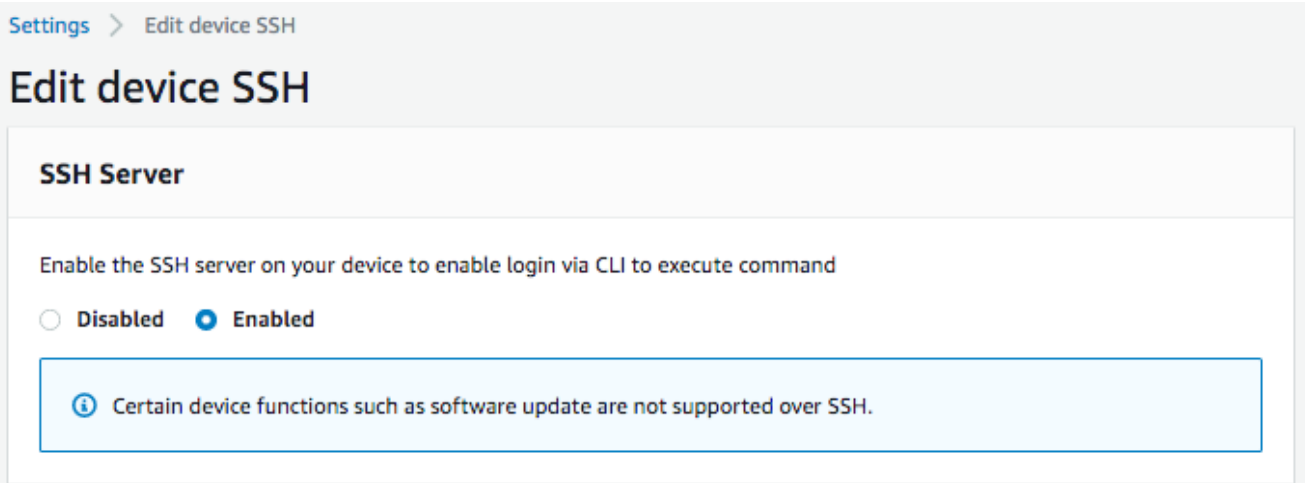 Settings > Edit device SSH
Edit device SSH
SSH Server
Enable the SSH server on your device to enable login via CLI to execute command
Disabled Enabled
Certain device functions such as software update are not supported over SSH.